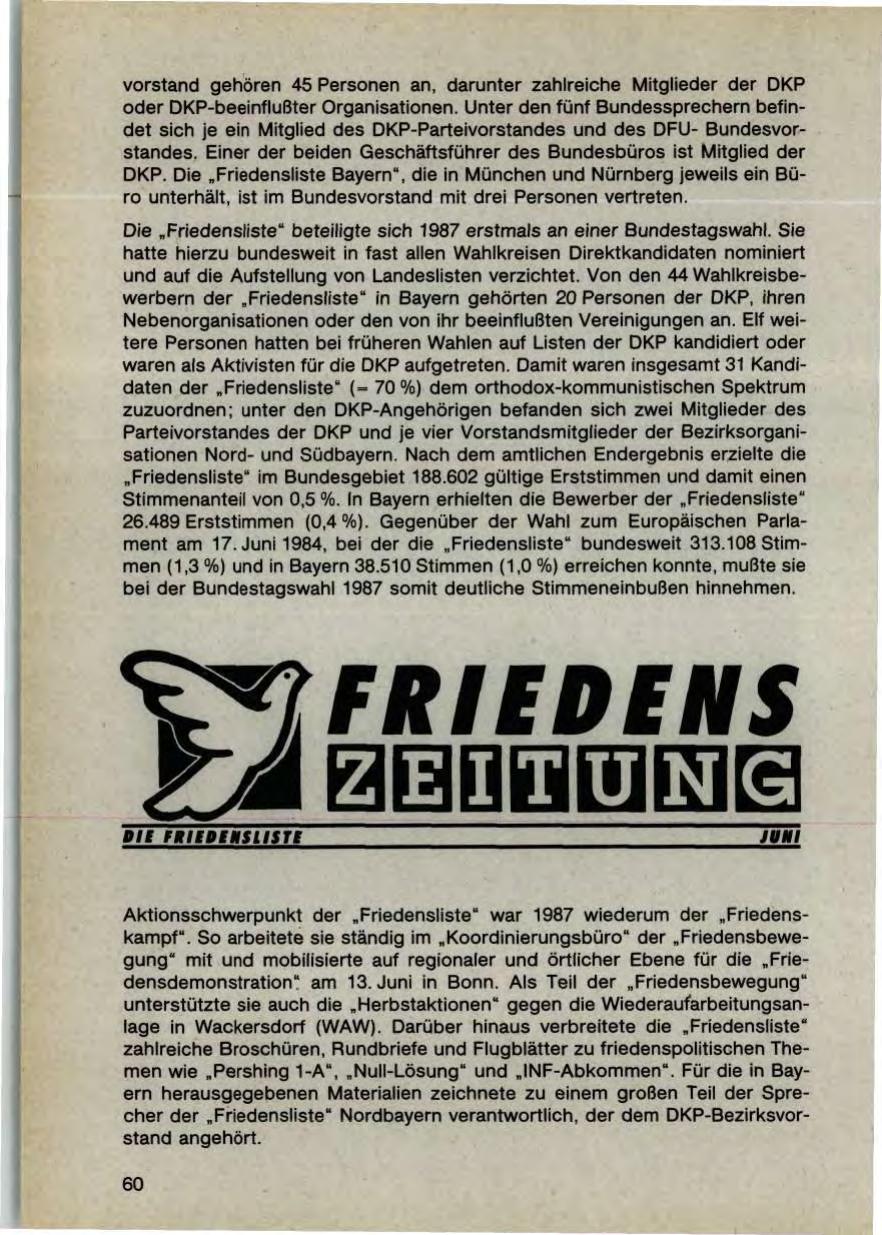 vorstand gehören 45 Personen an, darunter zahlreiche Mitglieder der DKP
oder DKP-beeinflußter Organisationen. Unter den fünf Bundessprechern befin-
det sich je ein Mitglied des DKP-Parteivorstandes und des DFU- Bundesvor-
standes. Einer der beiden Geschäftsführer des Bundesbüros ist Mitglied der
DKP. Die „Friedensliste Bayern“, die in München und Nürnberg jeweils ein Bü-
ro unterhält, ist im Bundesvorstand mit drei Personen vertreten.
Die „Friedensliste“ beteiligte sich 1987 erstmals an einer Bundestagswahl. Sie
hatte hierzu bundesweit in fast allen Wahlkreisen Direktkandidaten nominiert
und auf die Aufstellung von Landeslisten verzichtet. Von den 44 Wahlkreisbe-
werbern der „Friedensliste“ in Bayern gehörten 20 Personen der DKP, ihren
Nebenorganisationen oder den von ihr beeinflußten Vereinigungen an. Elf wei-
tere Personen hatten bei früheren Wahlen auf Listen der DKP kandidiert oder
waren als Aktivisten für die DKP aufgetreten. Damit waren insgesamt 31 Kandi-
daten der „Friedensliste“ (= 70 %) dem orthodox-kommunistischen Spektrum
zuzuordnen; unter den DKP-Angehörigen befanden sich zwei Mitglieder des
Parteivorstandes der DKP und je vier Vorstandsmitglieder der Bezirksorgani-
sationen Nord- und Südbayern. Nach dem amtlichen Endergebnis erzielte die
„Friedensliste“ im Bundesgebiet 188.602 gültige Erststimmen und damit einen
Stimmenanteil von 0,5 %. In Bayern erhielten die Bewerber der „Friedensliste“
26.489 Erststimmen (0,4 %). Gegenüber der Wahl zum Europäischen Parla-
ment am 17. Juni 1984, bei der die „Friedensliste“ bundesweit 313.108 Stim-
men (1,3 %) und in Bayern 38.510 Stimmen (1,0 %) erreichen konnte, mußte sie
bei der Bundestagswahl 1987 somit deutliche Stimmeneinbußen hinnehmen.
FRIEDENS
ZEITUNG
DIE FRIEDENSLISTE JUNI
Aktionsschwerpunkt der „Friedensliste“ war 1987 wiederum der „Friedens-
kampf“. So arbeitete sie ständig im „Koordinierungsbüro“ der „Friedensbewe-
gung“ mit und mobilisierte auf regionaler und örtlicher Ebene für die „Frie-
densdemonstration“ am 13. Juni in Bonn. Als Teil der „Friedensbewegung“
unterstützte sie auch die „Herbstaktionen“ gegen die Wiederaufarbeitungsan-
lage in Wackersdorf (WAW). Darüber hinaus verbreitete die „Friedensliste“
zahlreiche Broschüren, Rundbriefe und Flugblätter zu friedenspolitischen The-
men wie „Pershing 1-A“, „Null-Lösung“ und „INF-Abkommen“. Für die in Bay-
ern herausgegebenen Materialien zeichnete zu einem großen Teil der Spre-
cher der „Friedensliste“ Nordbayern verantwortlich, der dem DKP-Bezirksvor-
stand angehört.
60